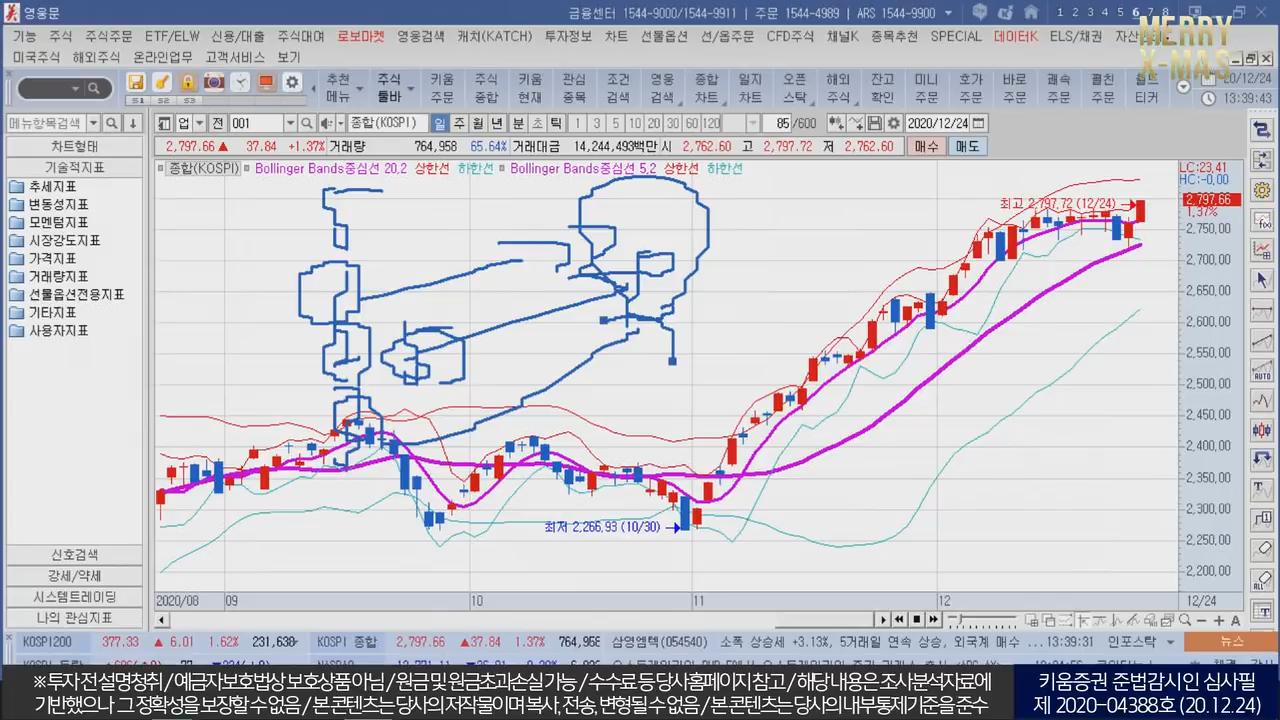 영웅문
금융센터 1544-9000/1544-9911 | 주문 1544-4989 | ARS 1544-9900
1 2 3 4 5 6 7 8
기능 주식 주식주문 ETF/ELW 신용/대출 주식대여 로보마켓 영웅검색 캐치(KATCH) 투자정보 차트 선물옵션 선/옵주문 CFD주식 채널K 종목추천 SPECIAL 데이터K ELS/채권
MERRY
X-MAS
미국주식 해외주식 온라인업무 고객서비스 보기
S1 S2 S3
추천 메뉴 주식 툴바 키움 주문 주식 종합 키움 현재 관심 종목 조건 검색 영웅 검색 종합 차트 일지 차트 오픈 스탁 해외 주식 잔고 확인 미니 주문 호가 주문 바로 주문 쾌속 주문 클린 주문 티커
13:39:43
메뉴항목검색 업 전 001 종합(KOSPI) 일 주 월 년 분 초 틱 1 3 5 10 20 30 60 120 85 /600 2020/12/24
2,797.66 ▲ 37.84 +1.37% 거래량 764,958 65.64% 거래대금 14,244,493백만 시 2,762.60 고 2,797.72 저 2,762.60 매수 매도
차트형태
기술적지표
추세지표
변동성지표
모멘텀지표
시장강도지표
가격지표
거래량지표
선물옵션전용지표
기타지표
사용자지표
신호검색
강세/약세
시스템트레이딩
나의 관심지표
종합(KOSPI) Bollinger Bands중심선 20,2 상한선 하한선 Bollinger Bands중심선 5,2 상한선 하한선
LC:23.41
HC:-0.00
최고 2,797.72 (12/24)
2,797.66
1.37%
2,750.00
2,700.00
2,650.00
2,600.00
2,550.00
2,500.00
2,450.00
2,400.00
2,350.00
2,300.00
2,250.00
2,200.00
최저 2,266.93 (10/30)
2020/08 09 10 11 12 12/24
f(x)
AUTO
T
ALL
T
A
KOSPI200 377.33 ▲ 6.01 1.62% 231,630 KOSPI 종합 2,797.66 ▲ 37.84 1.37% 764,958 삼영엠텍(054540) 소폭 상승세 +3.13%, 5거래일 연속 상승, 외국계 매수 ... 13:39:31 인포스탁 뉴스
※ 투자 전 설명청취 / 예금자보호법상 보호상품 아님 / 원금 및 원금초과손실 가능 / 수수료 등 당사홈페이지 참고 / 해당 내용은 조사분석자료에
기반했으나 그 정확성을 보장할 수 없음 / 본 콘텐츠는 당사의 저작물이며 복사, 전송, 변형될 수 없음 / 본 콘텐츠는 당사의 내부통제기준을 준수
키움증권 준법감시인 심사필
제 2020-04388호 (20.12.24)